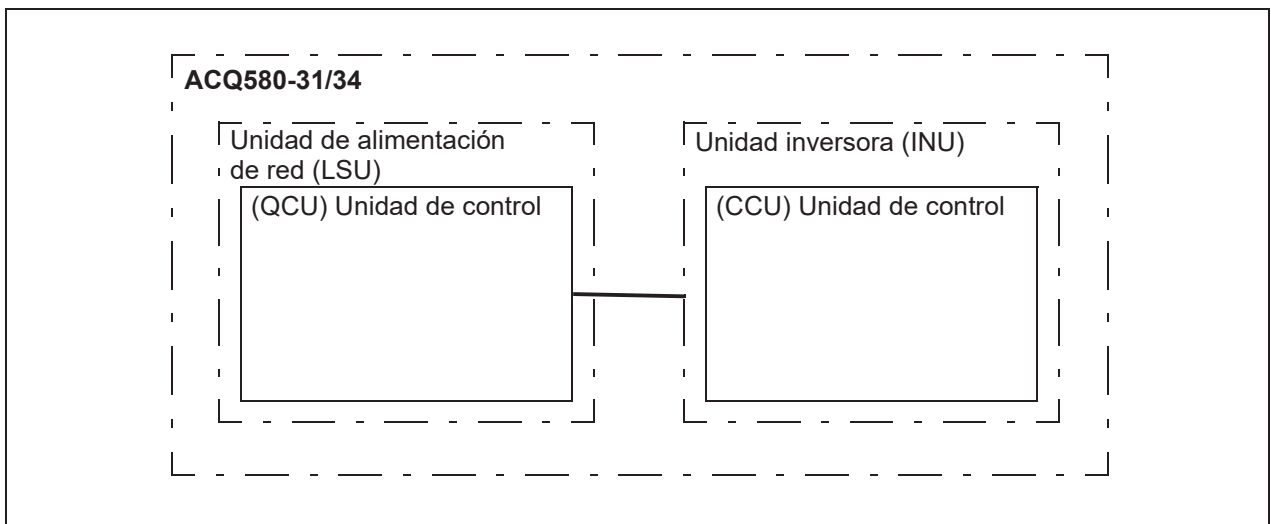 ACQ580-31/34
Unidad de alimentación
de red (LSU)
(QCU) Unidad de control
Unidad inversora (INU)
(CCU) Unidad de control